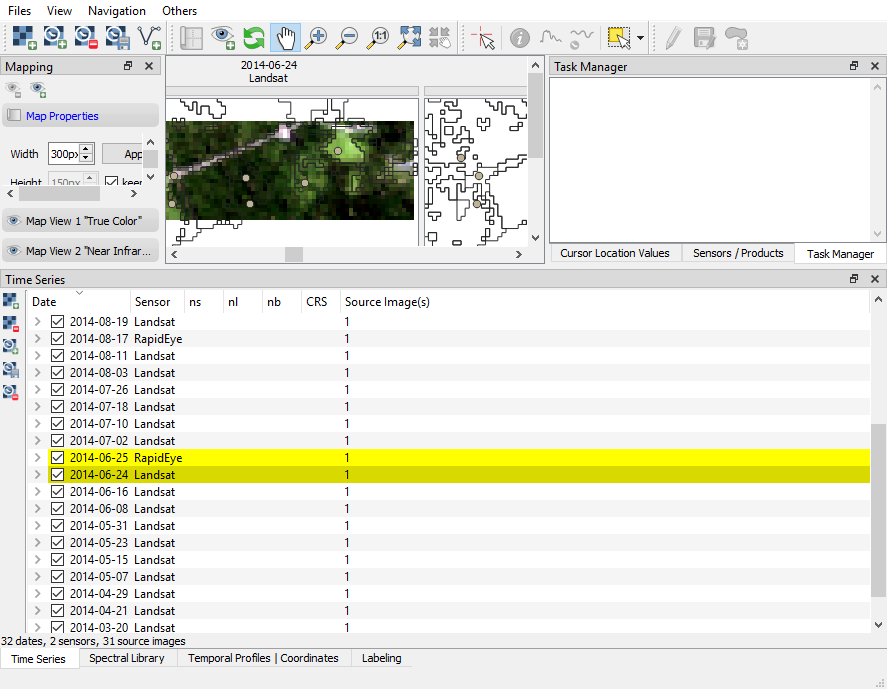 Files View Navigation Others
1:1
Mapping
Map Properties
Width 300px App
Height 150px keep
Map View 1 "True Color"
Map View 2 "Near Infrar...
2014-06-24
Landsat
Task Manager
Cursor Location Values Sensors / Products Task Manager
Time Series
Date Sensor ns nl nb CRS Source Image(s)
2014-08-19 Landsat 1
2014-08-17 RapidEye 1
2014-08-11 Landsat 1
2014-08-03 Landsat 1
2014-07-26 Landsat 1
2014-07-18 Landsat 1
2014-07-10 Landsat 1
2014-07-02 Landsat 1
2014-06-25 RapidEye 1
2014-06-24 Landsat 1
2014-06-16 Landsat 1
2014-06-08 Landsat 1
2014-05-31 Landsat 1
2014-05-23 Landsat 1
2014-05-15 Landsat 1
2014-05-07 Landsat 1
2014-04-29 Landsat 1
2014-04-21 Landsat 1
2014-03-20 Landsat 1
32 dates, 2 sensors, 31 source images
Time Series Spectral Library Temporal Profiles | Coordinates Labeling